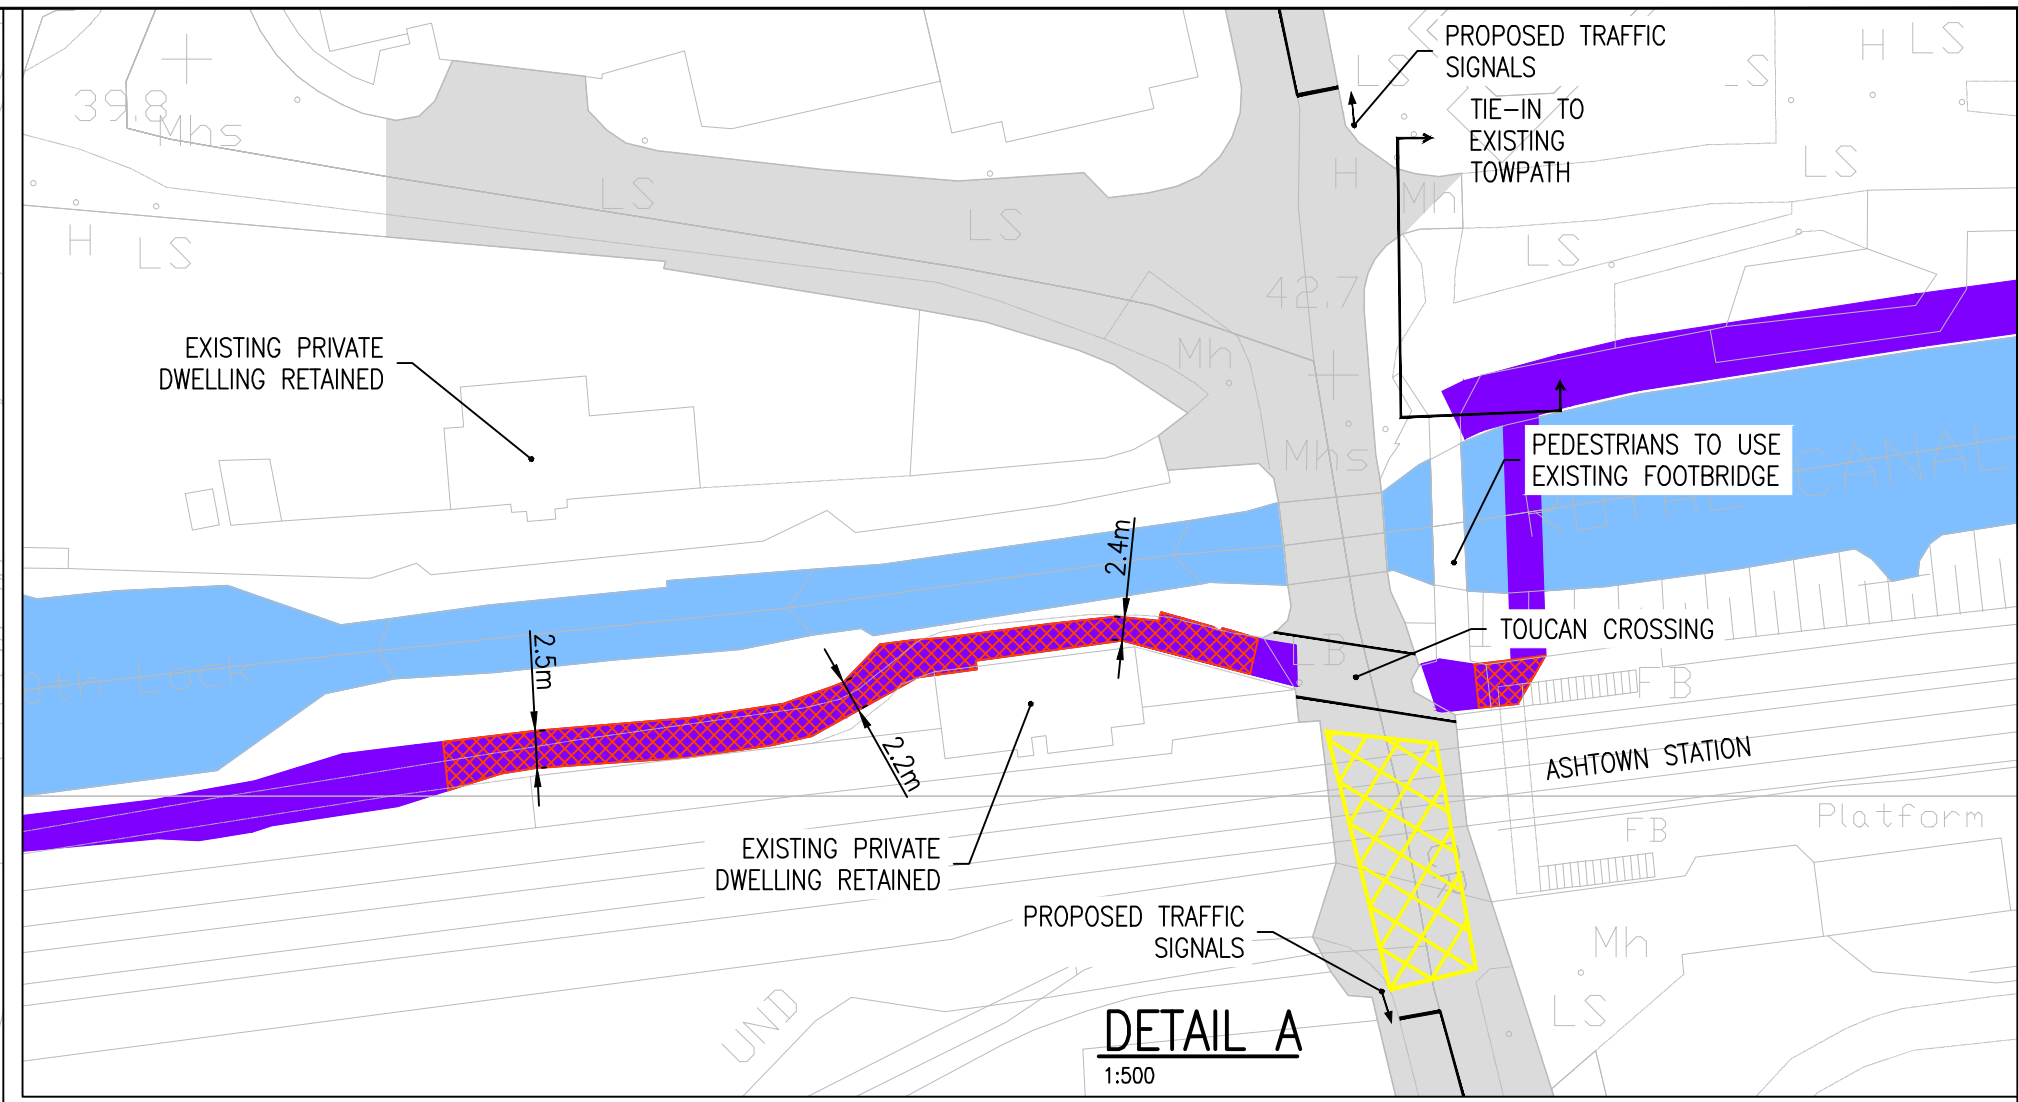 PROPOSED TRAFFIC
SIGNALS
TIE-IN TO
EXISTING
TOWPATH
39.8
Mhs
H
LS
LS
LS
H
LS
LS
LS
H
Mh
LS
LS
42.7
Mh
Mhs
EXISTING PRIVATE
DWELLING RETAINED
PEDESTRIANS TO USE
EXISTING FOOTBRIDGE
ROYAL CANAL
2.4m
2.5m
2.2m
Lock
LB
TOUCAN CROSSING
FB
ASHTOWN STATION
Platform
FB
EXISTING PRIVATE
DWELLING RETAINED
PROPOSED TRAFFIC
SIGNALS
Mh
LS
UND
DETAIL A
1:500